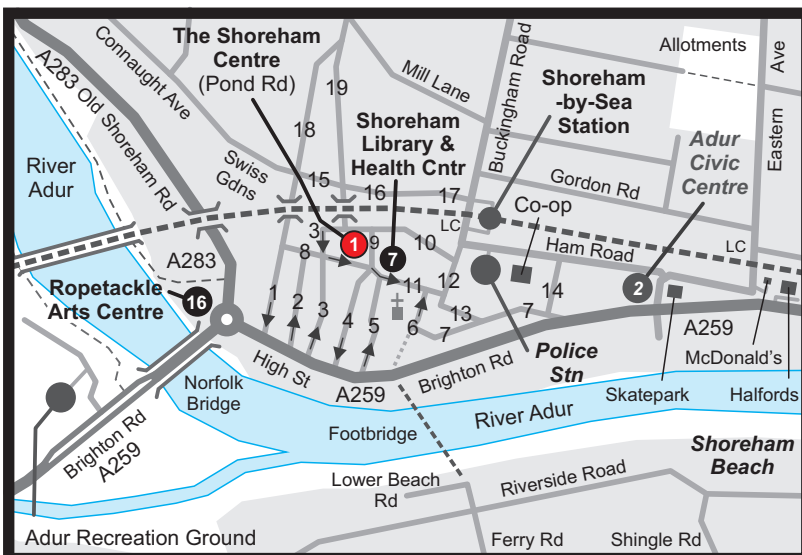 The Shoreham
Centre
(Pond Rd)
Connaught Ave
A283 Old Shoreham Rd
19
Mill Lane
Buckingham Road
Allotments
Eastern
Ave
Shoreham
-by-Sea
Station
Shoreham
Library &
Health Cntr
18
Swiss
Gdns
River
Adur
15
16
17
Gordon Rd
Adur
Civic
Centre
Co-op
LC
LC
Ham Road
3
1
9
7
10
8
11
12
A283
Ropetackle
Arts Centre
16
1
2
3
4
5
6
7
13
7
14
2
A259
McDonald's
Skatepark
Halfords
High St
A259
Brighton Rd
Police
Stn
Norfolk
Bridge
River Adur
Footbridge
Brighton Rd
A259
Shoreham
Beach
Lower Beach
Rd
Riverside Road
Adur Recreation Ground
Ferry Rd
Shingle Rd